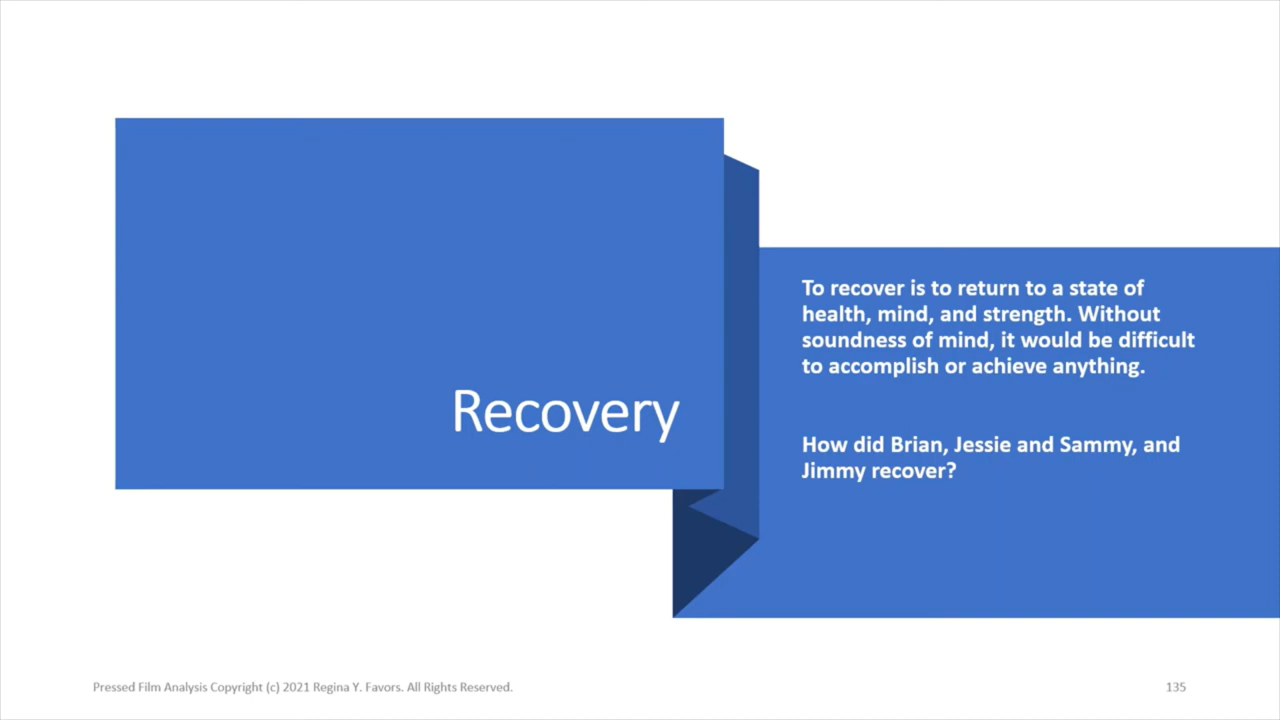 Recovery
To recover is to return to a state of
health, mind, and strength. Without
soundness of mind, it would be difficult
to accomplish or achieve anything.
How did Brian, Jessie and Sammy, and
Jimmy recover?
Pressed Film Analysis Copyright (c) 2021 Regina Y. Favors. All Rights Reserved.
135